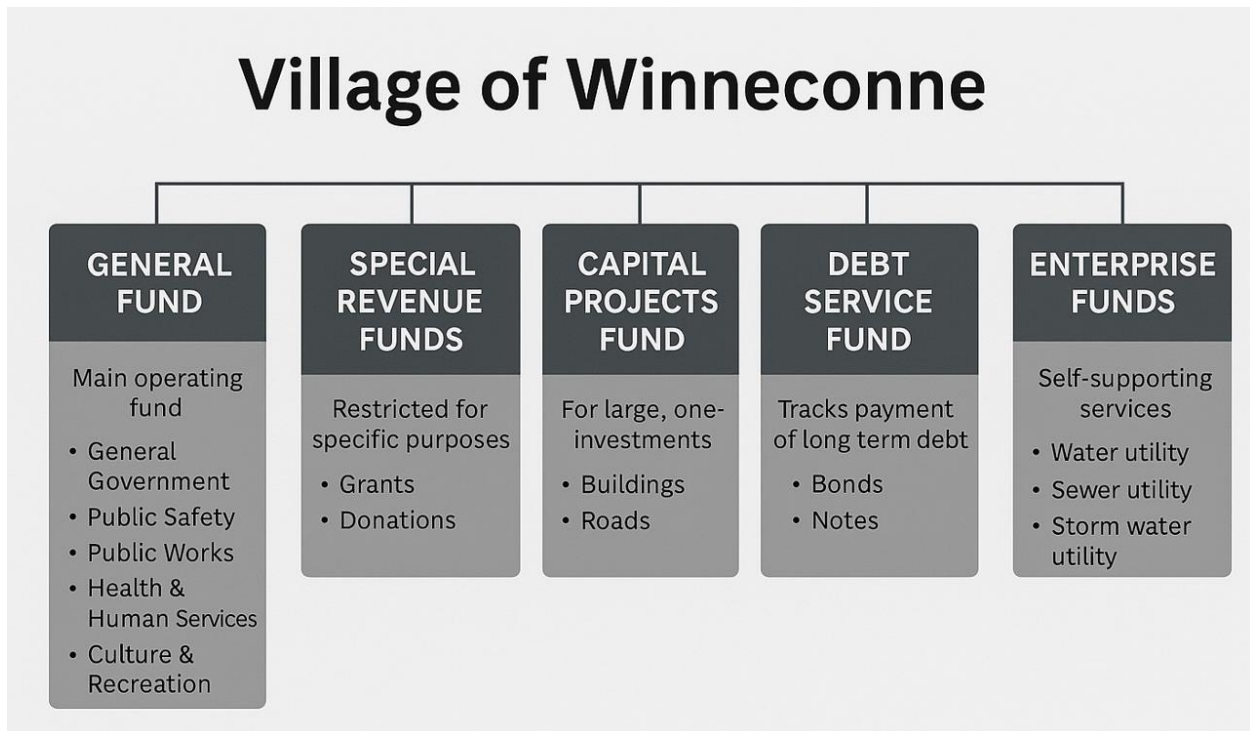 Village of Winneconne
GENERAL
FUND
Main operating
fund
• General
Government
• Public Safety
• Public Works
• Health &
Human Services
• Culture &
Recreation
SPECIAL
REVENUE
FUNDS
Restricted for
specific purposes
• Grants
• Donations
CAPITAL
PROJECTS
FUND
For large, one-
investments
• Buildings
• Roads
DEBT
SERVICE
FUND
Tracks payment
of long term debt
• Bonds
• Notes
ENTERPRISE
FUNDS
Self-supporting
services
• Water utility
• Sewer utility
• Storm water
utility